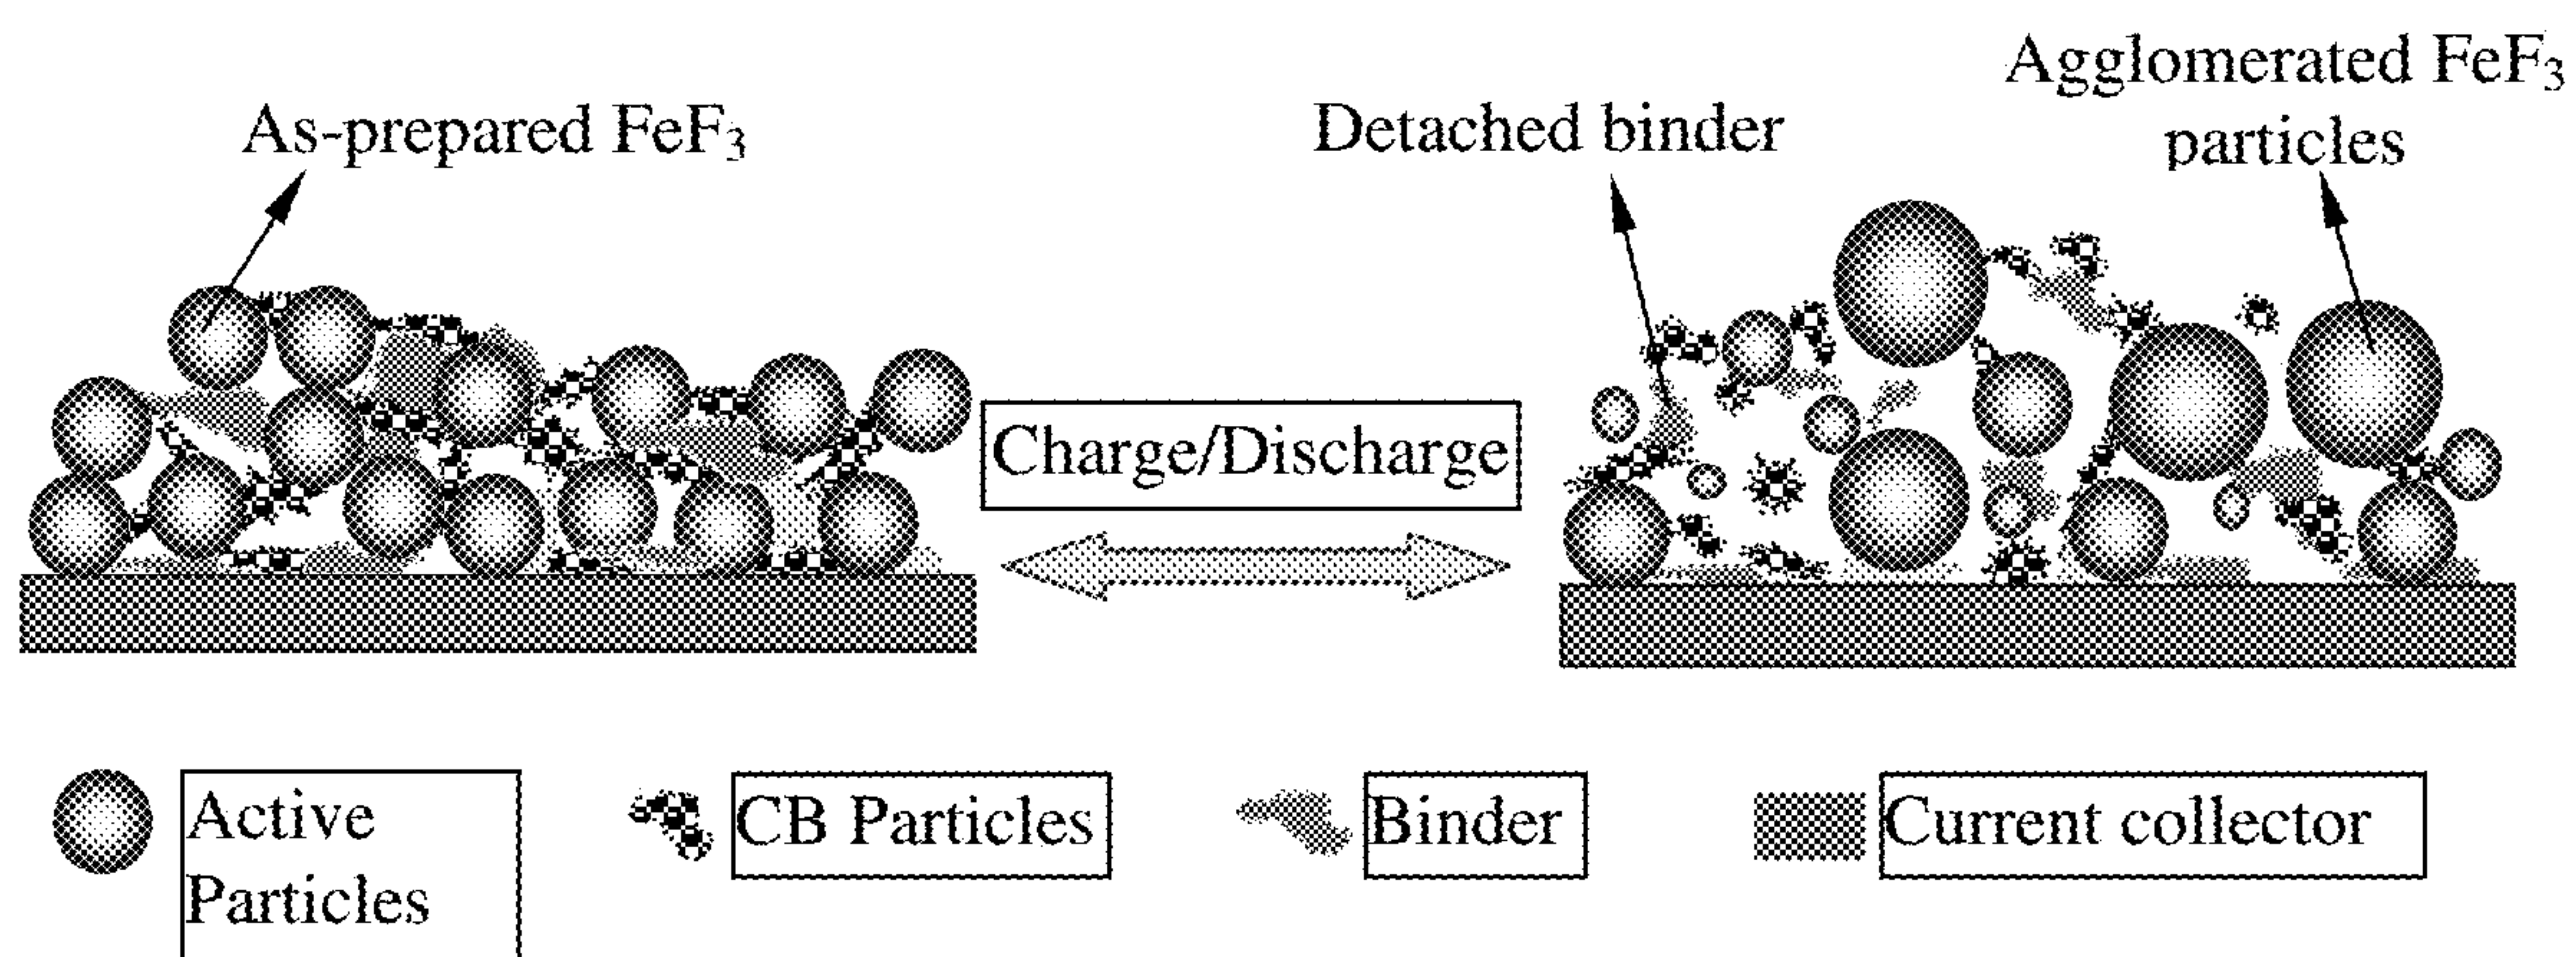 As-prepared FeF₃
Detached binder
Agglomerated FeF₃
particles
Charge/Discharge
Active
Particles
CB Particles
Binder
Current collector